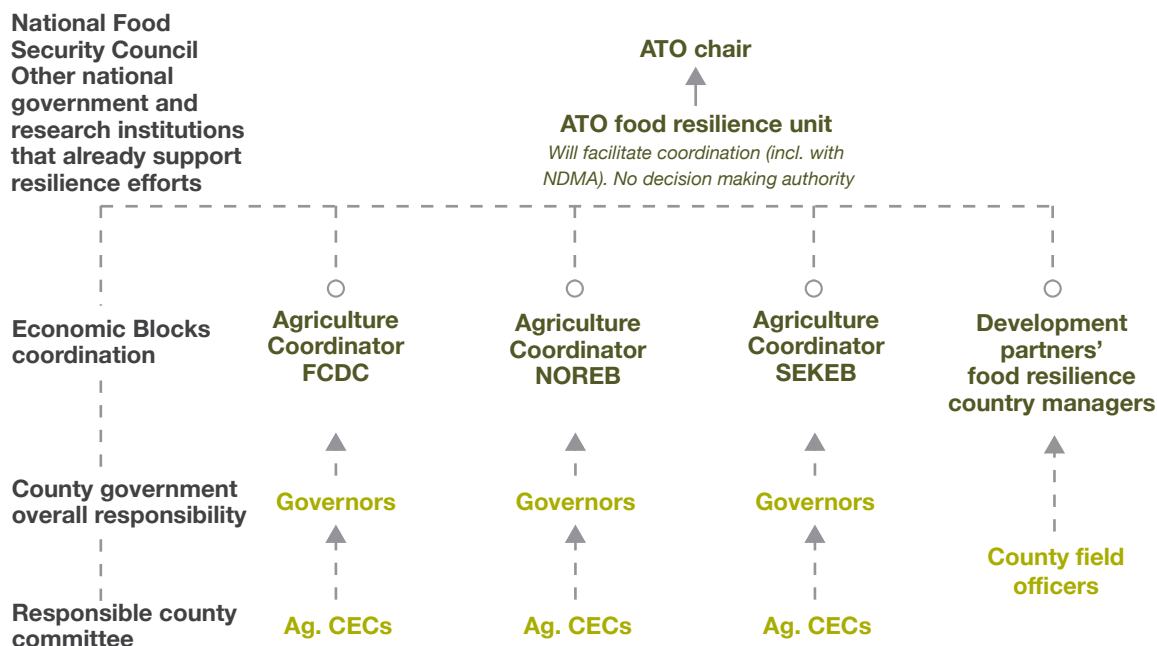 National Food
Security Council
Other national
government and
research institutions
that already support
resilience efforts
ATO chair
ATO food resilience unit
Will facilitate coordination (incl. with
NDMA). No decision making authority
Economic Blocks
coordination
Agriculture
Coordinator
FCDC
Agriculture
Coordinator
NOREB
Agriculture
Coordinator
SEKEB
Development
partners’
food resilience
country managers
County government
overall responsibility
Governors
Governors
Governors
County field
officers
Responsible county
committee
Ag. CECs
Ag. CECs
Ag. CECs